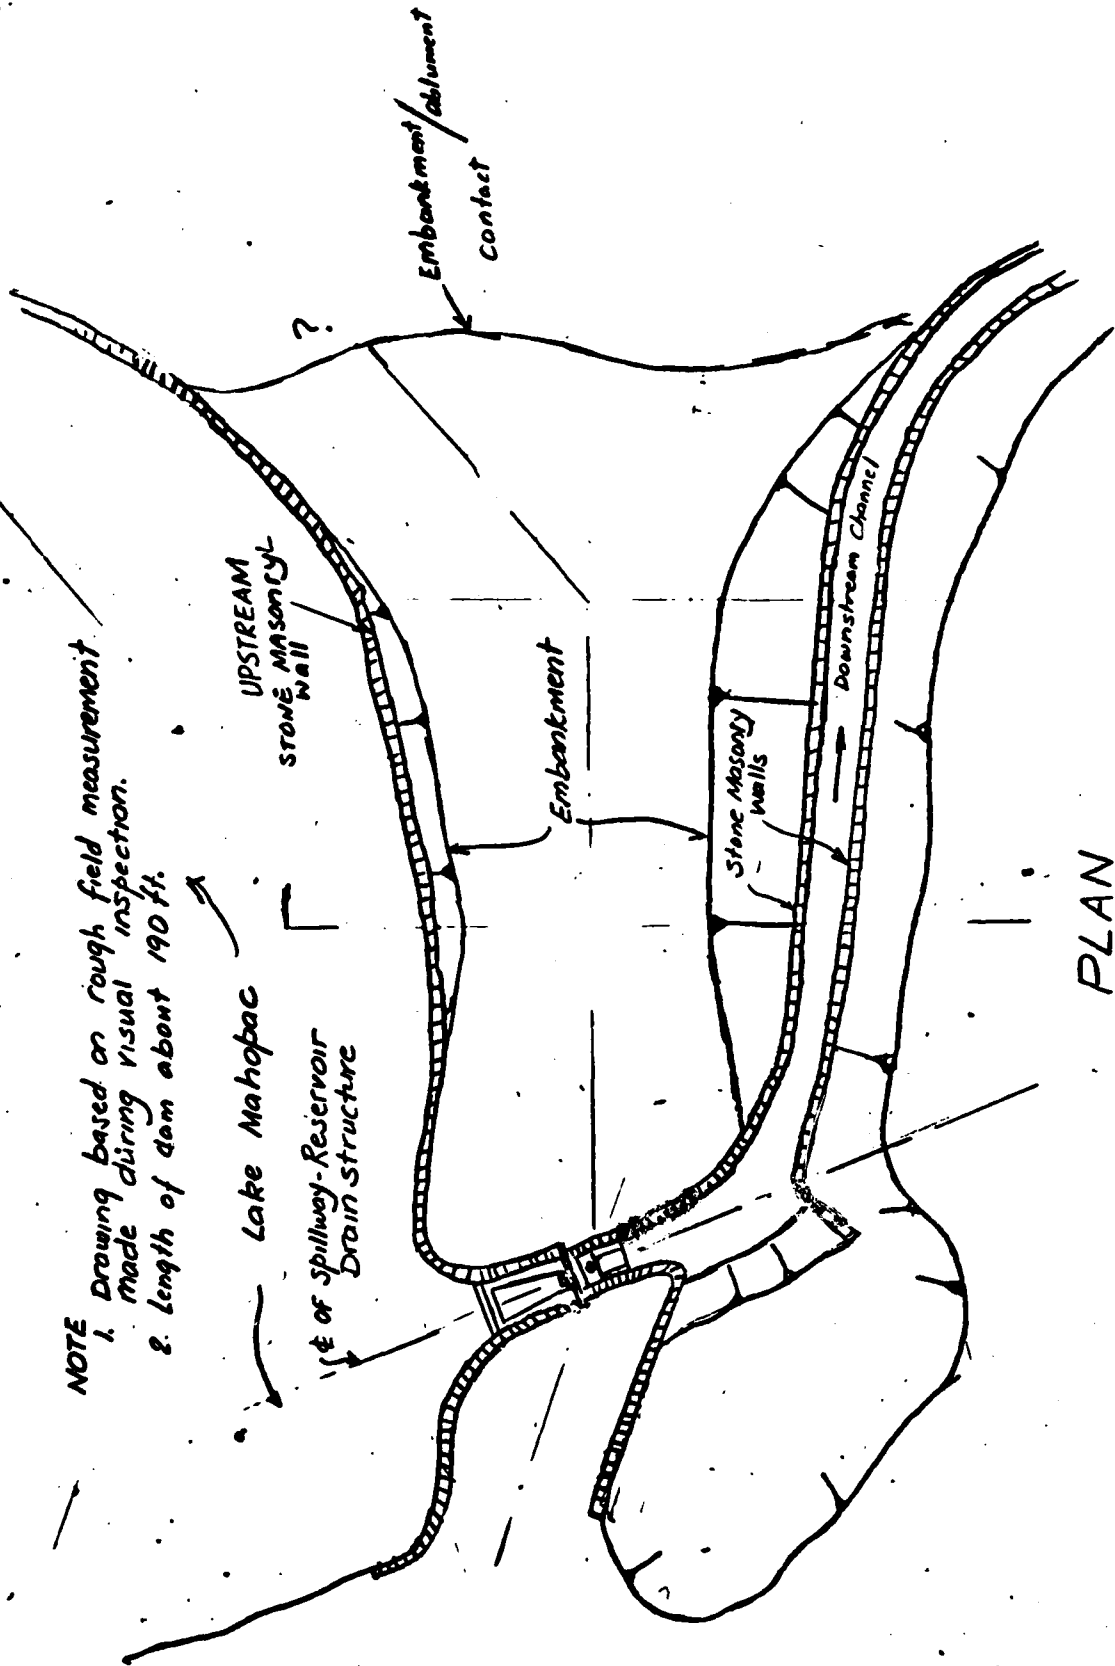 NOTE
1. Drawing based on rough field measurement
made during visual inspection.
2. Length of dam about 190 ft.
Lake Mahopac
℄ OF Spillway-Reservoir
Drain structure
UPSTREAM
STONE MASONRY
Wall
?
Embankment/ablument
contact
Embankment
Stone Masonry
Walls
Downstream Channel
PLAN